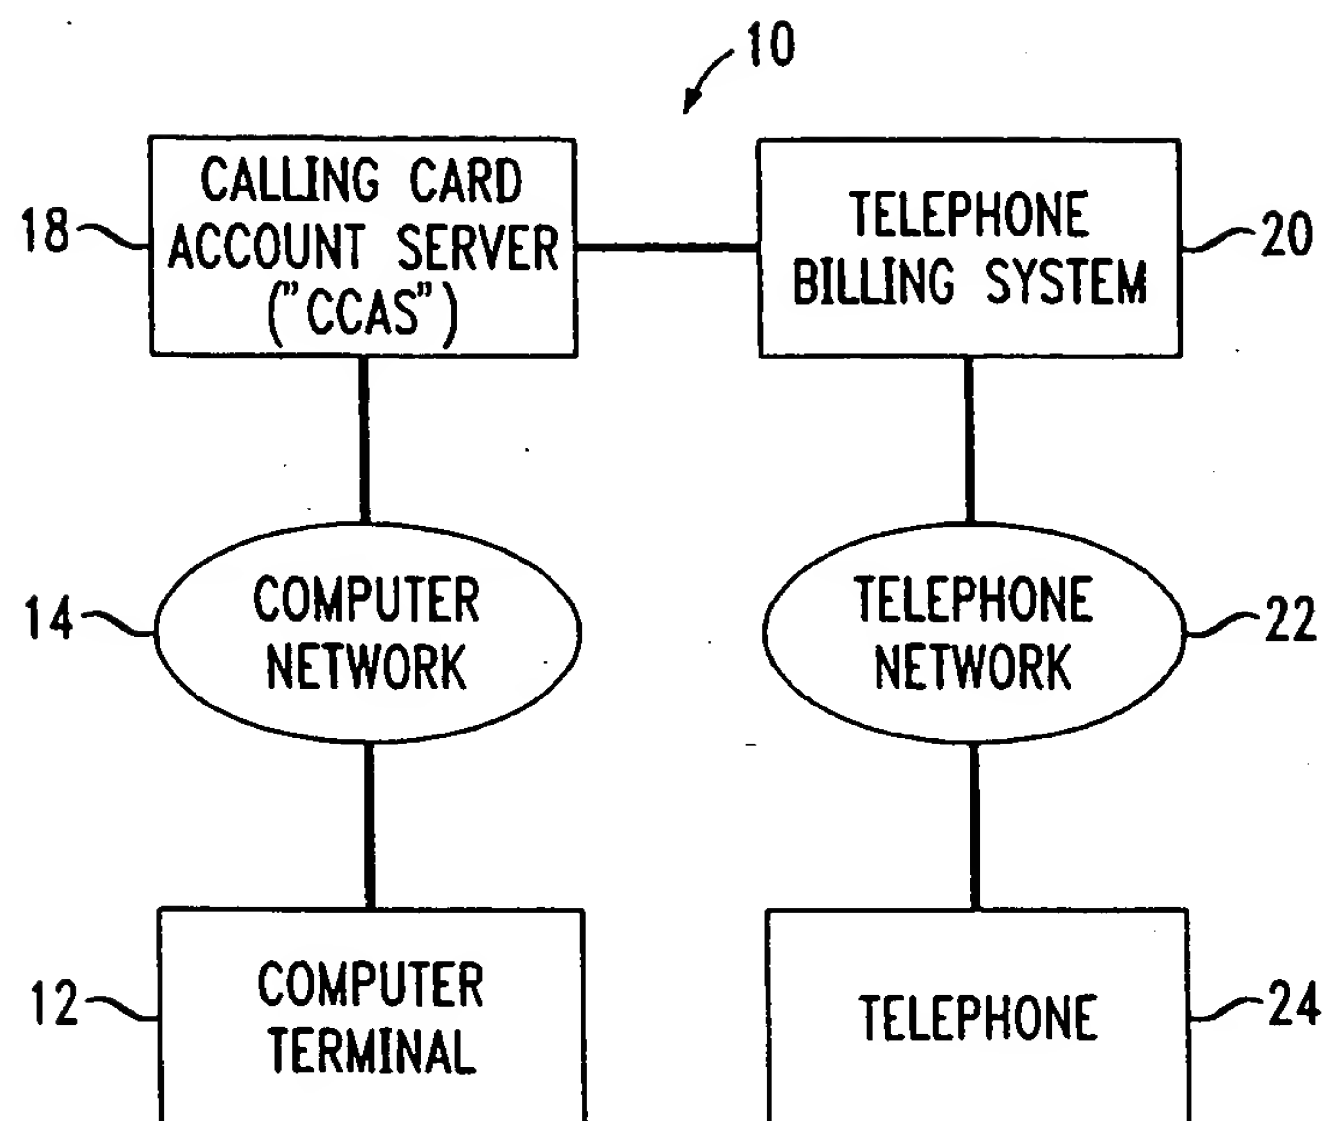 10
CALLING CARD
ACCOUNT SERVER
("CCAS")
18
TELEPHONE
BILLING SYSTEM
20
COMPUTER
NETWORK
14
TELEPHONE
NETWORK
22
COMPUTER
TERMINAL
12
TELEPHONE
24